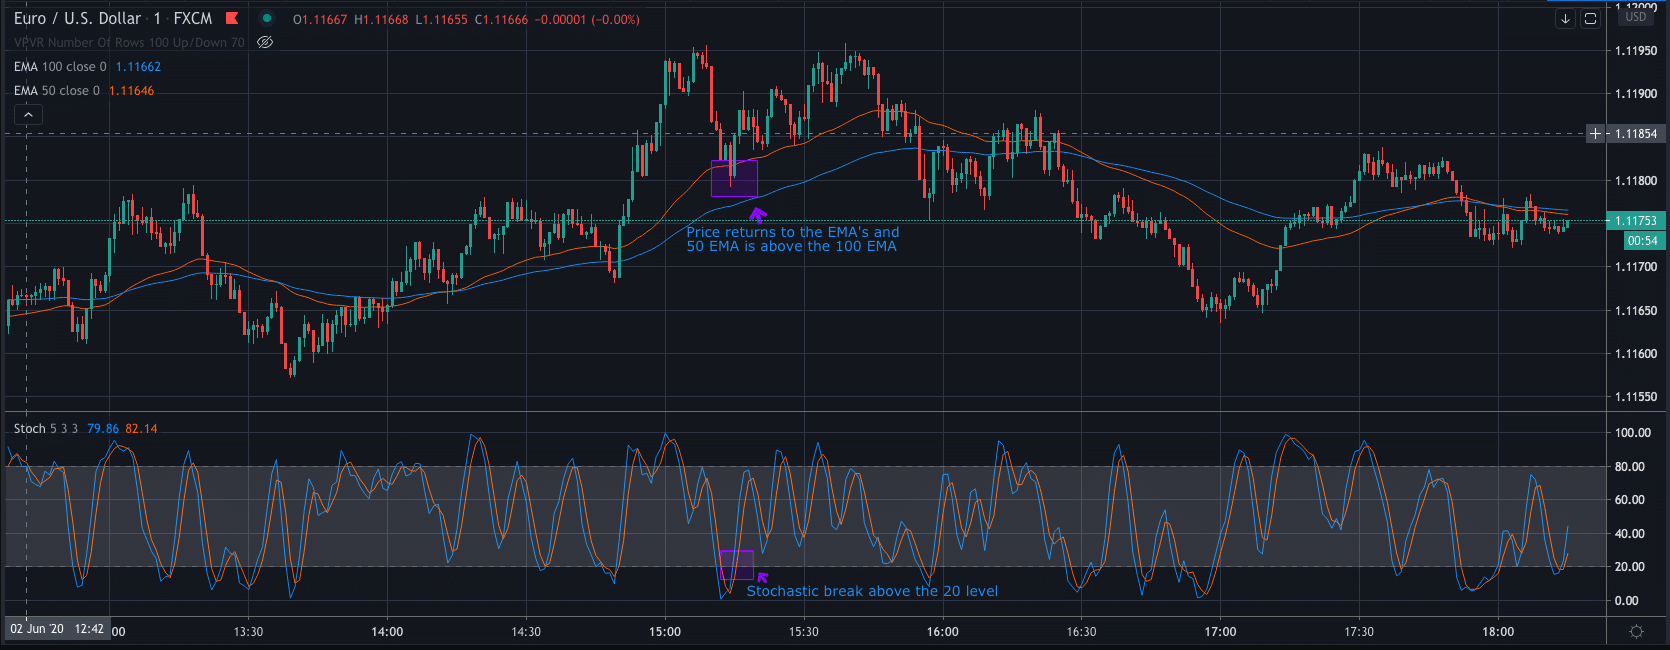 Euro / U.S. Dollar · 1 · FXCM O1.11667 H1.11668 L1.11655 C1.11666 −0.00001 (−0.00%)
VPVR Number Of Rows 100 Up/Down 70
EMA 100 close 0 1.11662
EMA 50 close 0 1.11646
1.12000
USD
1.11950
1.11900
1.11854
1.11800
1.11753
00:54
1.11700
1.11650
1.11600
1.11550
Price returns to the EMA's and
50 EMA is above the 100 EMA
Stoch 5 3 3 79.86 82.14
100.00
80.00
60.00
40.00
20.00
0.00
Stochastic break above the 20 level
02 Jun '20 12:42 :00 13:30 14:00 14:30 15:00 15:30 16:00 16:30 17:00 17:30 18:00